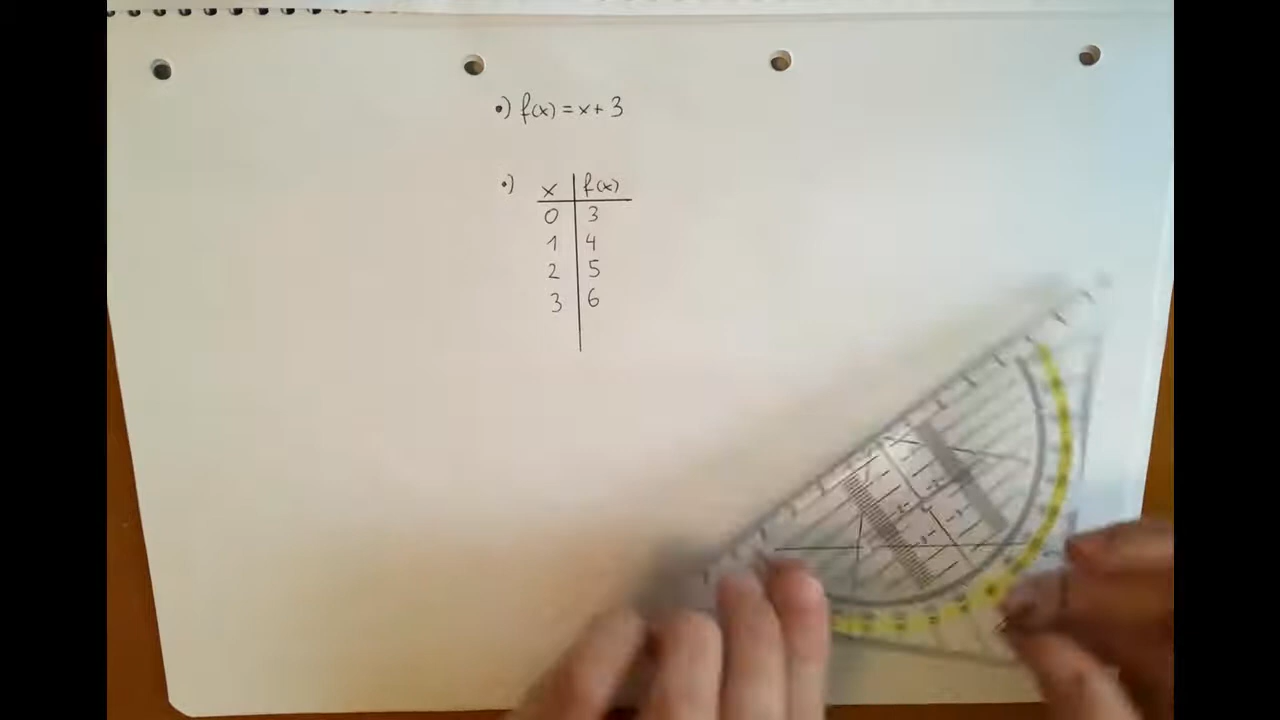 •) f(x) = x + 3
•) x f(x)
0 3
1 4
2 5
3 6